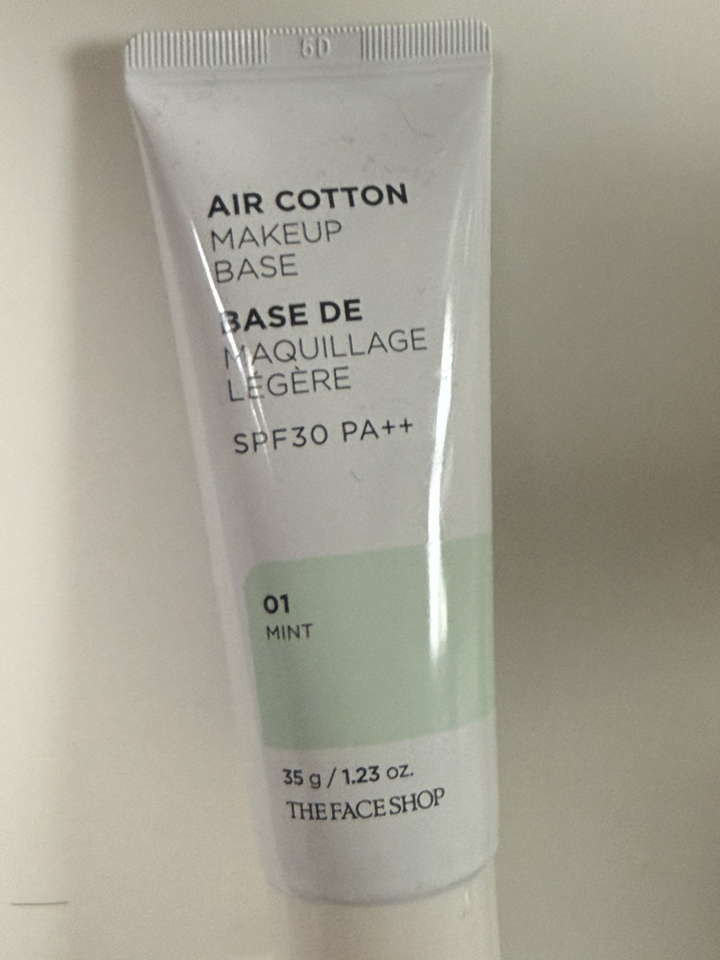 5D
AIR COTTON
MAKEUP
BASE
BASE DE
MAQUILLAGE
LÉGÈRE
SPF30 PA++
01
MINT
35 g / 1.23 oz.
THE FACE SHOP